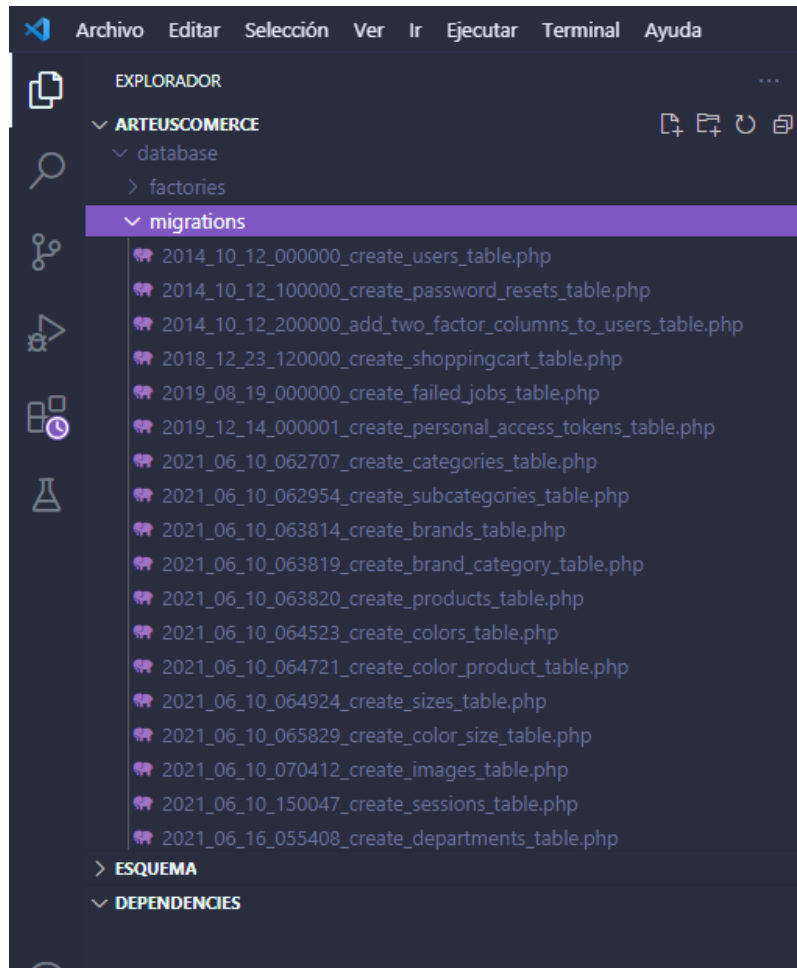 Archivo Editar Selección Ver Ir Ejecutar Terminal Ayuda
EXPLORADOR
ARTEUSCOMERCE
database
factories
migrations
2014_10_12_000000_create_users_table.php
2014_10_12_100000_create_password_resets_table.php
2014_10_12_200000_add_two_factor_columns_to_users_table.php
2018_12_23_120000_create_shoppingcart_table.php
2019_08_19_000000_create_failed_jobs_table.php
2019_12_14_000001_create_personal_access_tokens_table.php
2021_06_10_062707_create_categories_table.php
2021_06_10_062954_create_subcategories_table.php
2021_06_10_063814_create_brands_table.php
2021_06_10_063819_create_brand_category_table.php
2021_06_10_063820_create_products_table.php
2021_06_10_064523_create_colors_table.php
2021_06_10_064721_create_color_product_table.php
2021_06_10_064924_create_sizes_table.php
2021_06_10_065829_create_color_size_table.php
2021_06_10_070412_create_images_table.php
2021_06_10_150047_create_sessions_table.php
2021_06_16_055408_create_departments_table.php
ESQUEMA
DEPENDENCIES